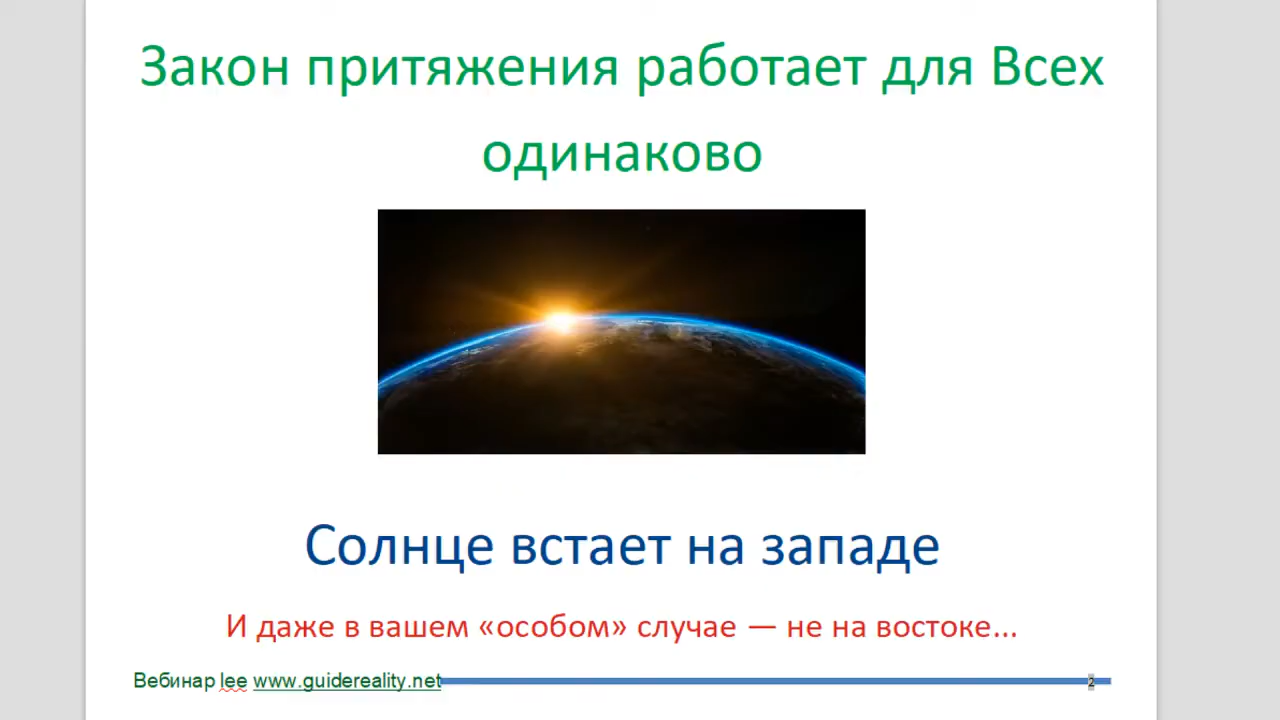 Закон притяжения работает для Всех
одинаково
Солнце встает на западе
И даже в вашем «особом» случае — не на востоке...
Вебинар lee www.guidereality.net 2